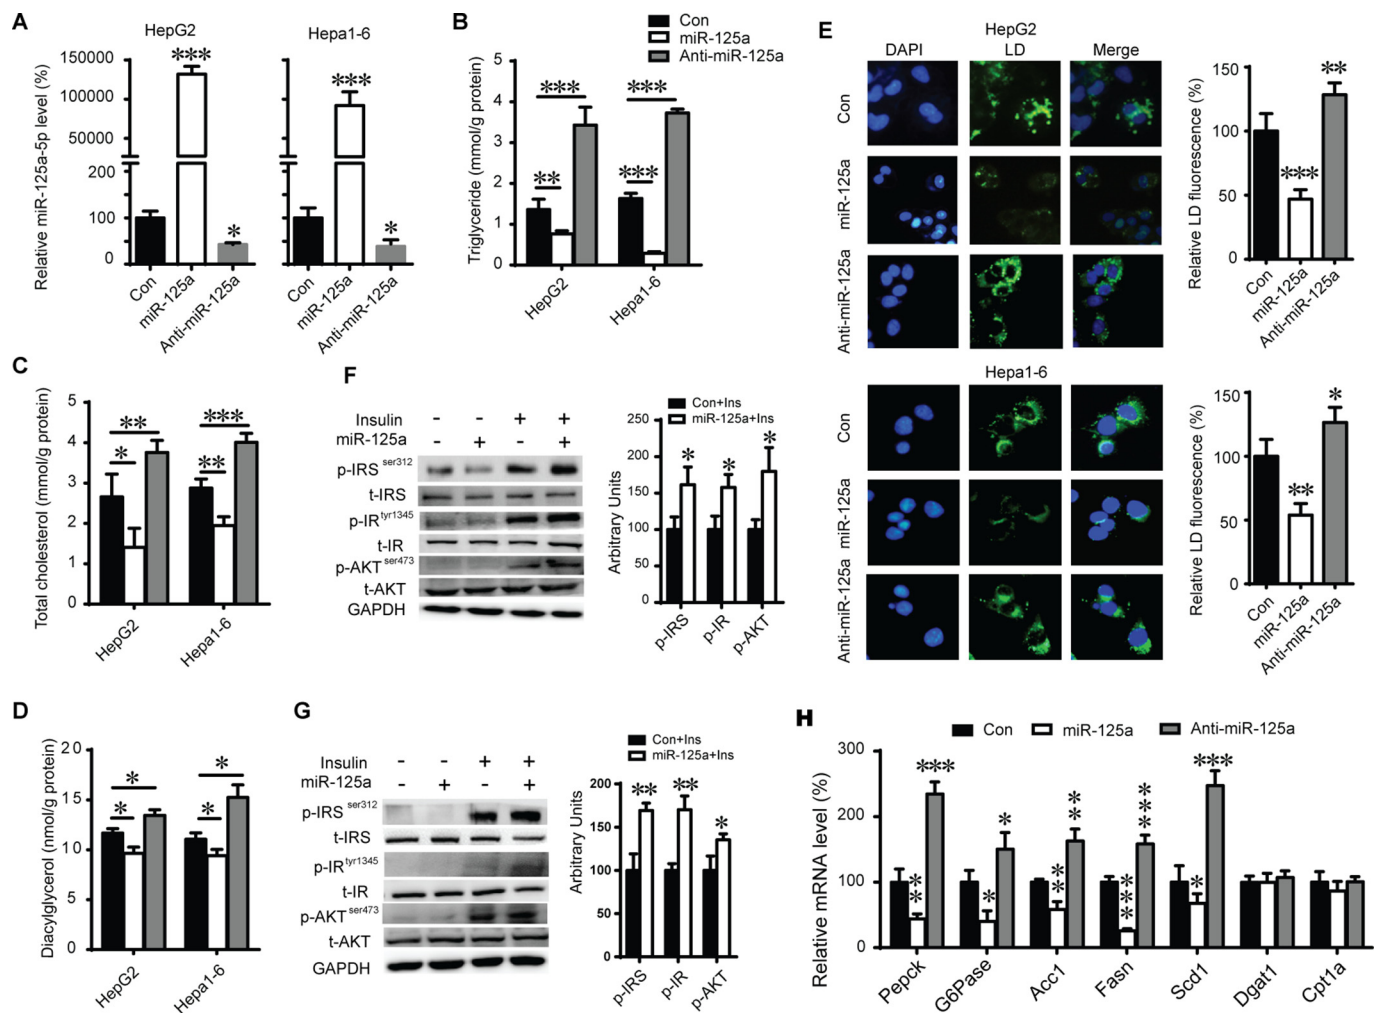 A
HepG2
Hepa1-6
Relative miR-125a-5p level (%)
150000
100000
50000
200
100
0
***
*
***
*
Con
miR-125a
Anti-miR-125a
Con
miR-125a
Anti-miR-125a
B
Con
miR-125a
Anti-miR-125a
Triglyceride (mmol/g protein)
5
4
3
2
1
0
***
**
***
***
HepG2
Hepa1-6
C
Total cholesterol (mmol/g protein)
5
4
3
2
1
0
**
*
***
**
HepG2
Hepa1-6
D
Diacylglycerol (nmol/g protein)
20
15
10
5
0
*
*
*
*
HepG2
Hepa1-6
E
HepG2
DAPI LD Merge
Con
miR-125a
Anti-miR-125a
Relative LD fluorescence (%)
150
100
50
0
***
**
Con
miR-125a
Anti-miR-125a
Hepa1-6
Con
miR-125a
Anti-miR-125a
Relative LD fluorescence (%)
150
100
50
0
**
*
Con
miR-125a
Anti-miR-125a
F
Insulin - - + +
miR-125a - + - +
p-IRS ser312
t-IRS
p-IR tyr1345
t-IR
p-AKT ser473
t-AKT
GAPDH
Con+Ins
miR-125a+Ins
Arbitrary Units
250
200
150
100
50
0
* * *
p-IRS
p-IR
p-AKT
G
Insulin - - + +
miR-125a - + - +
p-IRS ser312
t-IRS
p-IR tyr1345
t-IR
p-AKT ser473
t-AKT
GAPDH
Con+Ins
miR-125a+Ins
Arbitrary Units
200
150
100
50
0
** ** *
p-IRS
p-IR
p-AKT
H
Con miR-125a Anti-miR-125a
Relative mRNA level (%)
300
200
100
0
**
***
*
*
**
**
***
***
*
***
Pepck
G6Pase
Acc1
Fasn
Scd1
Dgat1
Cpt1a